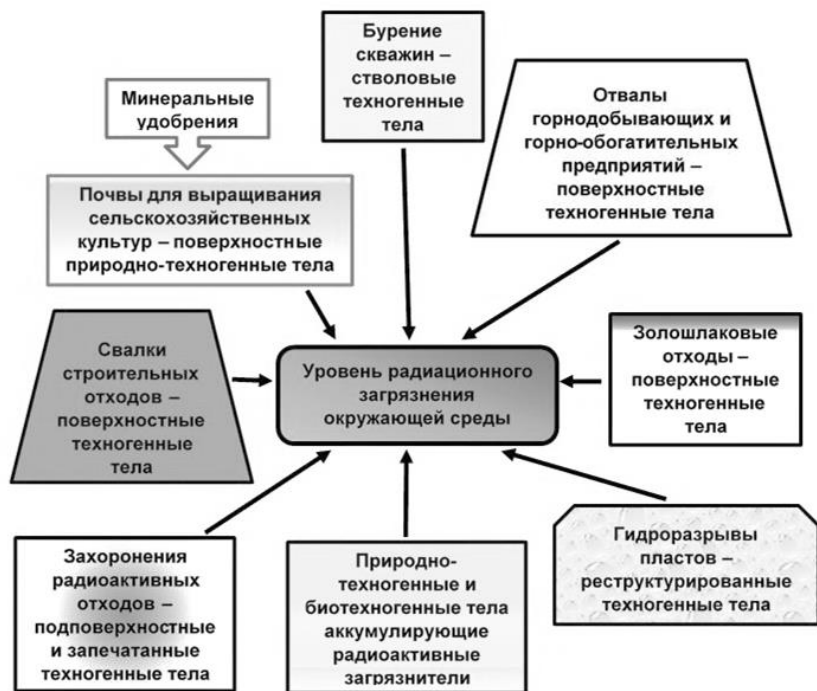 Бурение
скважин –
стволовые
техногенные
тела
Минеральные
удобрения
Отвалы
горнодобывающих и
горно-обогатительных
предприятий –
поверхностные
техногенные тела
Почвы для выращивания
сельскохозяйственных
культур – поверхностные
природно-техногенные тела
Свалки
строительных
отходов –
поверхностные
техногенные
тела
Уровень радиационного
загрязнения
окружающей среды
Золошлаковые
отходы –
поверхностные
техногенные
тела
Захоронения
радиоактивных
отходов –
подповерхностные
и запечатанные
техногенные тела
Природно-
техногенные и
биотехногенные тела
аккумулирующие
радиоактивные
загрязнители
Гидроразрывы
пластов –
реструктурированные
техногенные тела